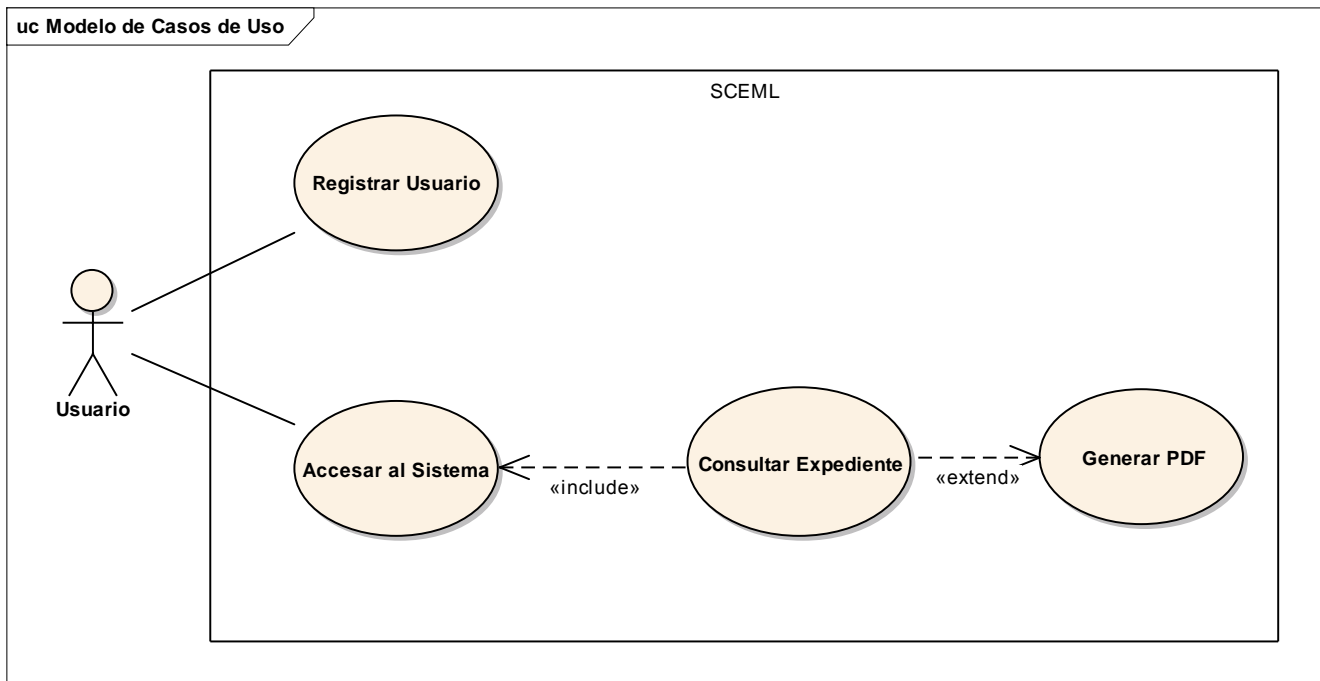 uc Modelo de Casos de Uso
SCEML
Registrar Usuario
Usuario
Accesar al Sistema
«include»
Consultar Expediente
«extend»
Generar PDF